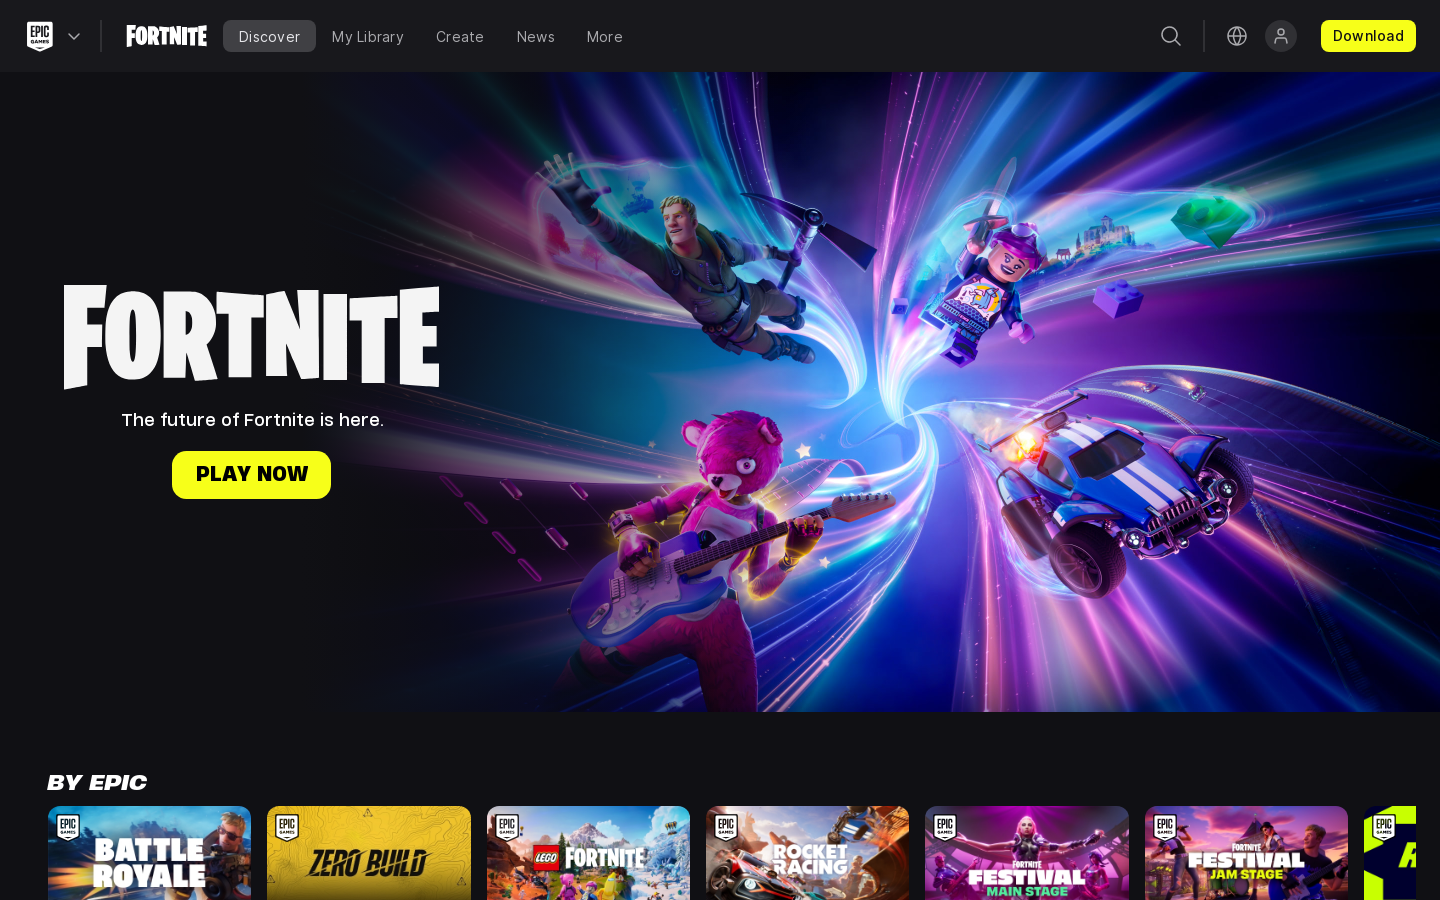 EPIC GAMES
FORTNITE
Discover
My Library
Create
News
More
Download
FORTNITE
The future of Fortnite is here.
PLAY NOW
BY EPIC
EPIC GAMES
BATTLE
ROYALE
EPIC GAMES
ZERO BUILD
EPIC GAMES
LEGO FORTNITE
EPIC GAMES
ROCKET
RACING
EPIC GAMES
FORTNITE
FESTIVAL
MAIN STAGE
EPIC GAMES
FORTNITE
FESTIVAL
JAM STAGE
EPIC GAMES